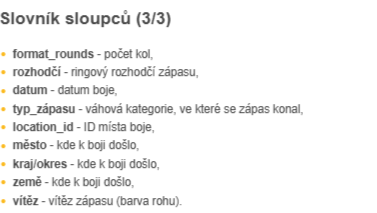 Slovník sloupců (3/3)
• format_rounds - počet kol,
• rozhodčí - ringový rozhodčí zápasu,
• datum - datum boje,
• typ_zápasu - váhová kategorie, ve které se zápas konal,
• location_id - ID místa boje,
• město - kde k boji došlo,
• kraj/okres - kde k boji došlo,
• země - kde k boji došlo,
• vítěz - vítěz zápasu (barva rohu).